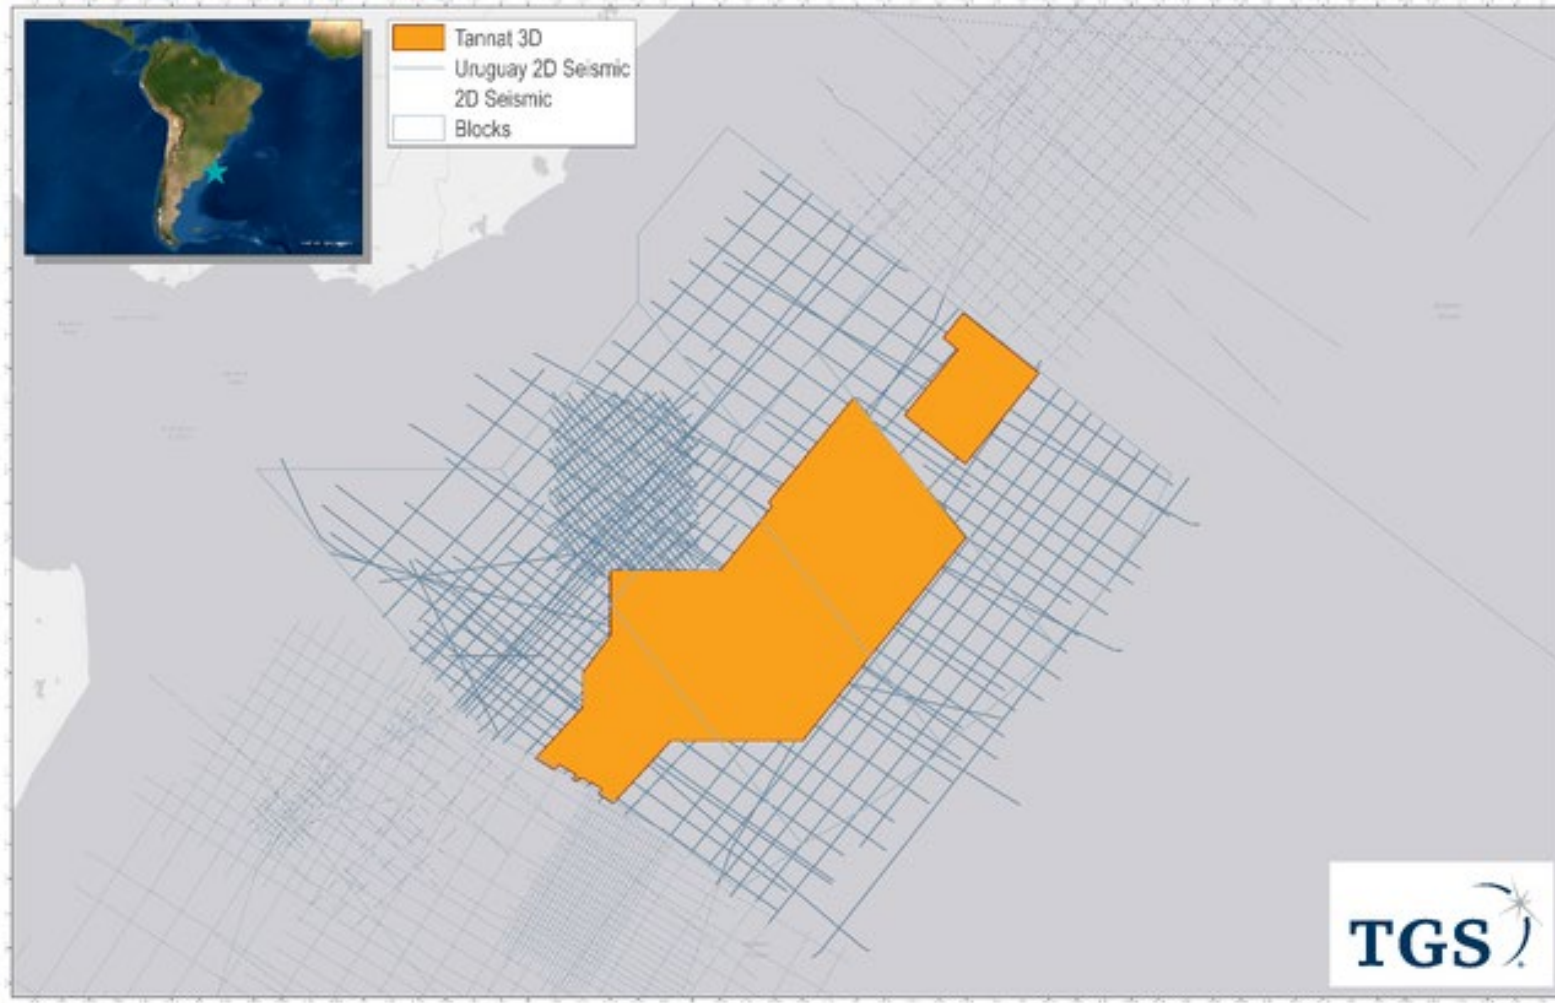 Tannat 3D
Uruguay 2D Seismic
2D Seismic
Blocks
TGS